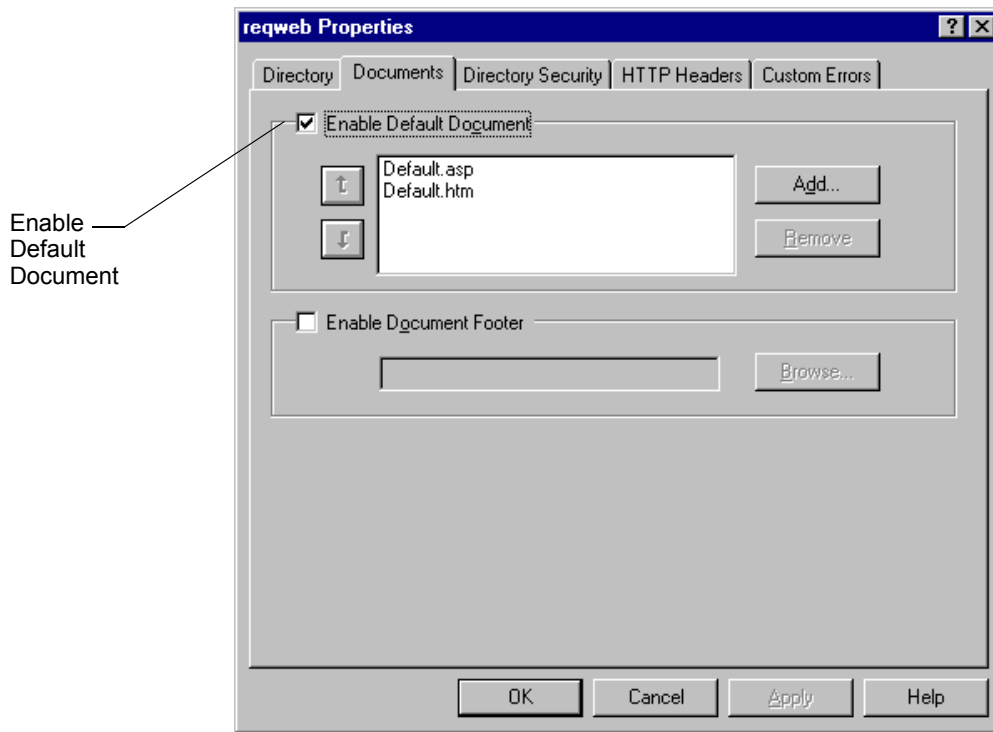 reqweb Properties
Directory
Documents
Directory Security
HTTP Headers
Custom Errors
Enable Default Document
Default.asp
Default.htm
Add...
Remove
Enable
Default
Document
Enable Document Footer
Browse...
OK
Cancel
Apply
Help